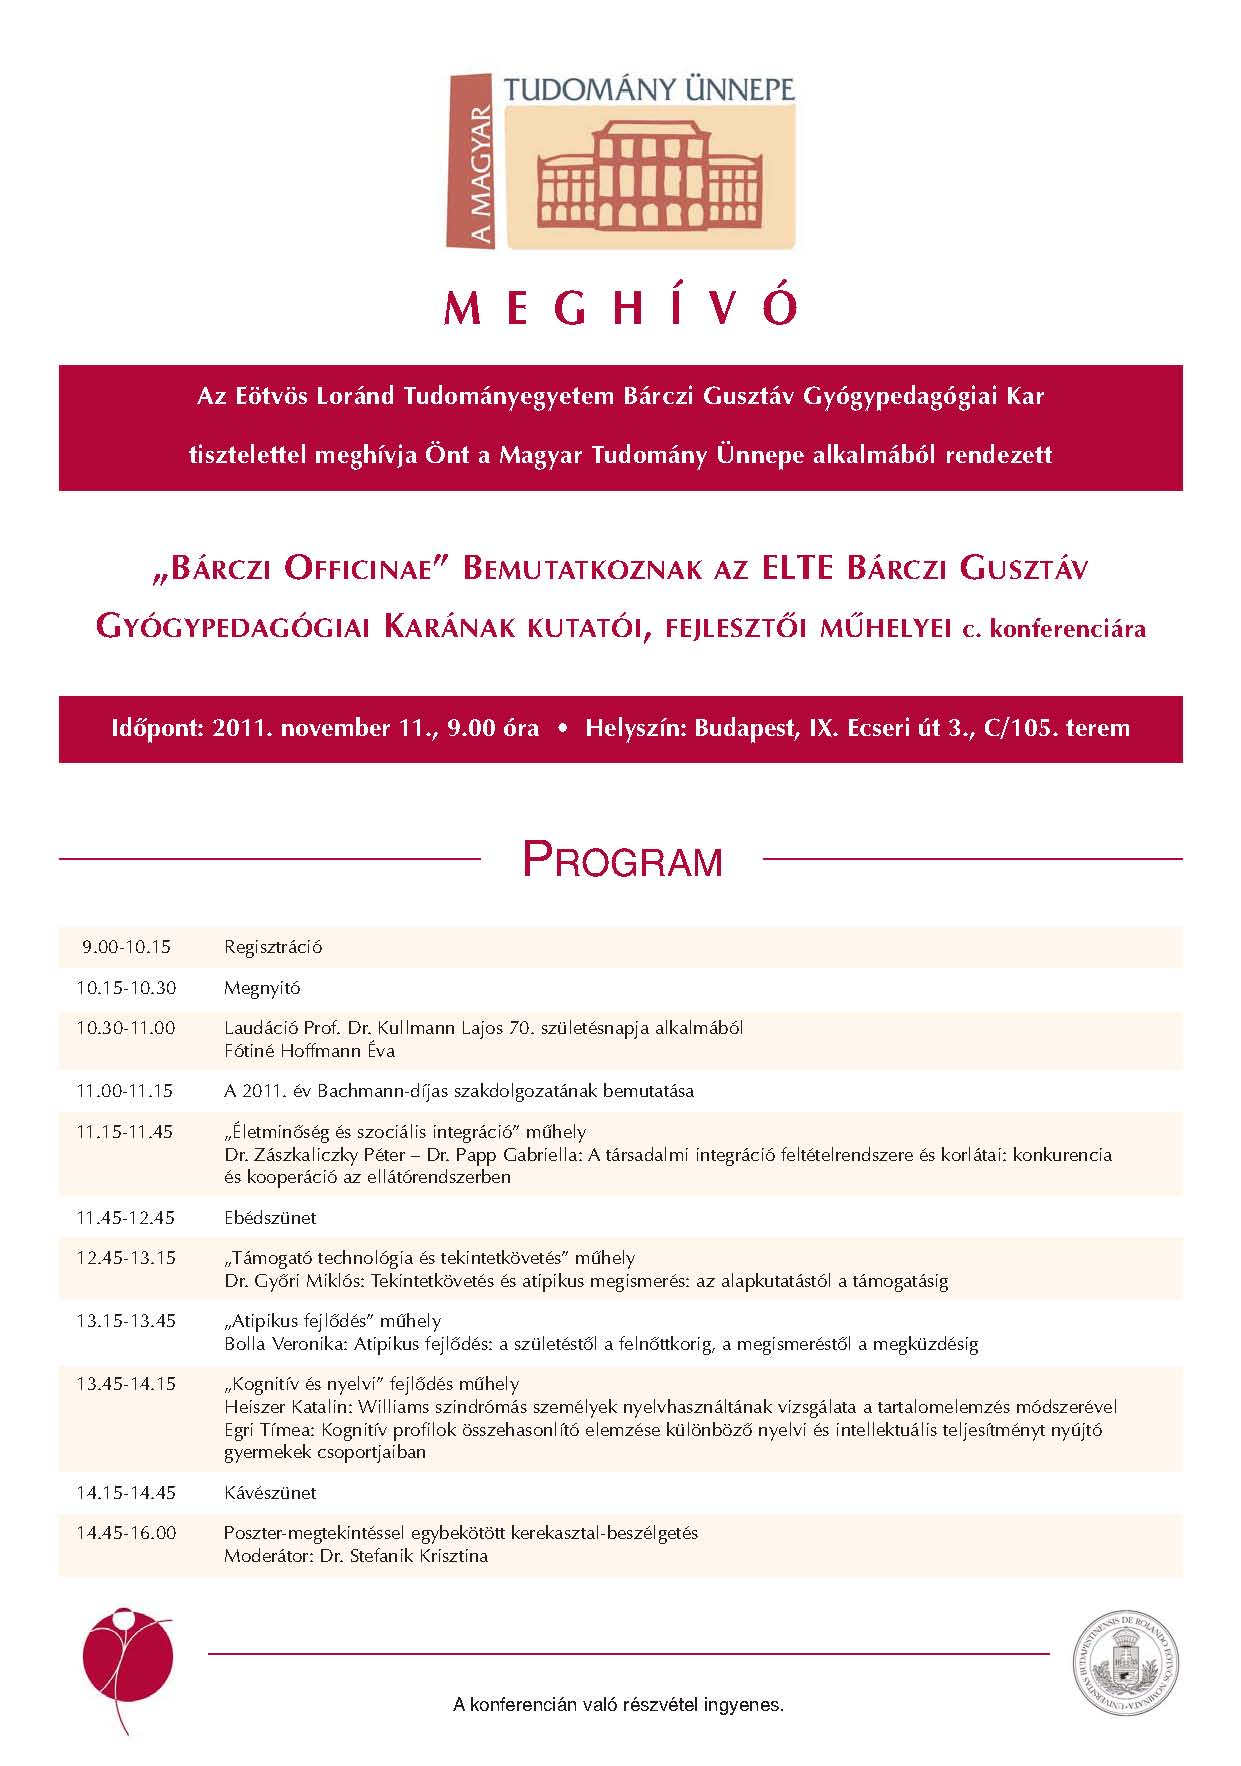 A MAGYAR
TUDOMÁNY ÜNNEPE
MEGHÍVÓ
Az Eötvös Loránd Tudományegyetem Bárczi Gusztáv Gyógypedagógiai Kar
tisztelettel meghívja Önt a Magyar Tudomány Ünnepe alkalmából rendezett
„Bárczi Officinae” Bemutatkoznak az ELTE Bárczi Gusztáv
Gyógypedagógiai Karának kutatói, fejlesztői műhelyei c. konferenciára
Időpont: 2011. november 11., 9.00 óra • Helyszín: Budapest, IX. Ecseri út 3., C/105. terem
Program
9.00-10.15 Regisztráció
10.15-10.30 Megnyitó
10.30-11.00 Laudáció Prof. Dr. Kullmann Lajos 70. születésnapja alkalmából
Fótiné Hoffmann Éva
11.00-11.15 A 2011. év Bachmann-díjas szakdolgozatának bemutatása
11.15-11.45 „Életminőség és szociális integráció” műhely
Dr. Zászkaliczky Péter – Dr. Papp Gabriella: A társadalmi integráció feltételrendszere és korlátai: konkurencia
és kooperáció az ellátórendszerben
11.45-12.45 Ebédszünet
12.45-13.15 „Támogató technológia és tekintetkövetés” műhely
Dr. Győri Miklós: Tekintetkövetés és atipikus megismerés: az alapkutatástól a támogatásig
13.15-13.45 „Atipikus fejlődés” műhely
Bolla Veronika: Atipikus fejlődés: a születéstől a felnőttkorig, a megismeréstől a megküzdésig
13.45-14.15 „Kognitív és nyelvi” fejlődés műhely
Heiszer Katalin: Williams szindrómás személyek nyelvhasználtának vizsgálata a tartalomelemzés módszerével
Egri Tímea: Kognitív profilok összehasonlító elemzése különböző nyelvi és intellektuális teljesítményt nyújtó
gyermekek csoportjaiban
14.15-14.45 Kávészünet
14.45-16.00 Poszter-megtekintéssel egybekötött kerekasztal-beszélgetés
Moderátor: Dr. Stefanik Krisztina
UNIVERSITAS BUDAPESTINENSIS DE ROLANDO EÖTVÖS NOMINATA
A konferencián való részvétel ingyenes.